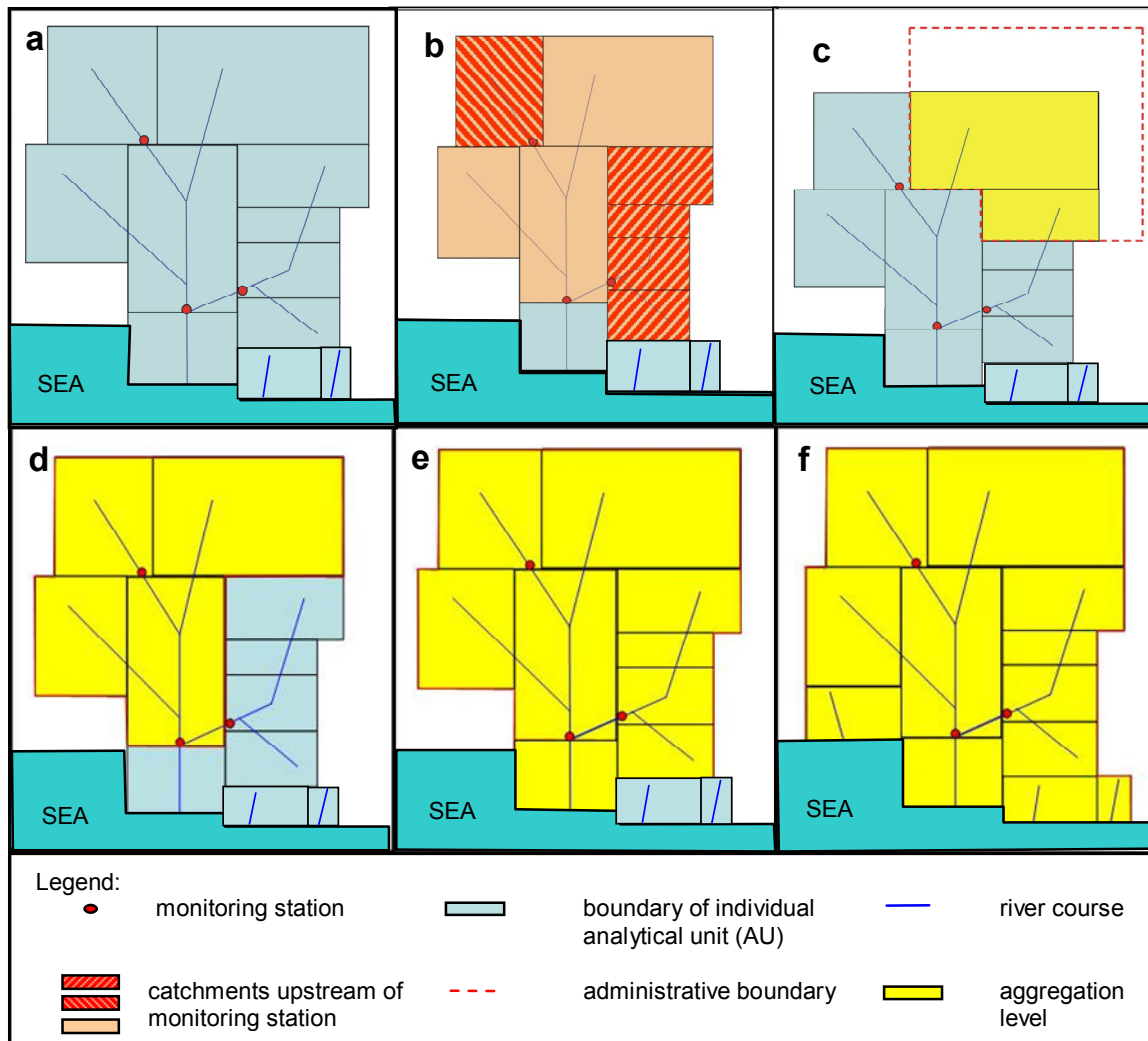 a
b
c
SEA
SEA
SEA
d
e
f
SEA
SEA
SEA
Legend:
monitoring station
boundary of individual
analytical unit (AU)
river course
catchments upstream of
monitoring station
administrative boundary
aggregation
level